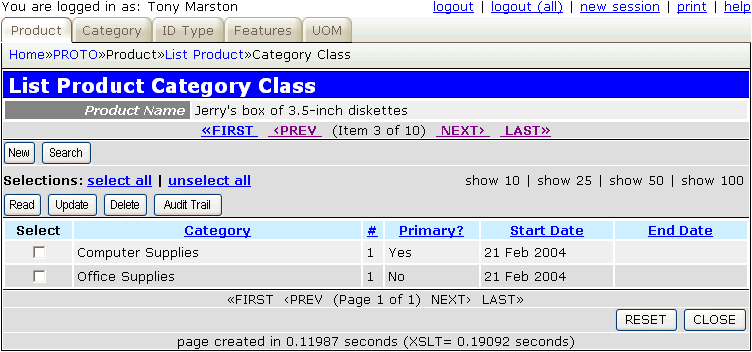 You are logged in as: Tony Marston logout | logout (all) | new session | print | help
Product Category ID Type Features UOM
Home»PROTO»Product»List Product»Category Class
List Product Category Class
Product Name Jerry's box of 3.5-inch diskettes
«FIRST ‹PREV (Item 3 of 10) NEXT› LAST»
New Search
Selections: select all | unselect all show 10 | show 25 | show 50 | show 100
Read Update Delete Audit Trail
Select Category # Primary? Start Date End Date
Computer Supplies 1 Yes 21 Feb 2004
Office Supplies 1 No 21 Feb 2004
«FIRST ‹PREV (Page 1 of 1) NEXT› LAST»
RESET CLOSE
page created in 0.11987 seconds (XSLT= 0.19092 seconds)